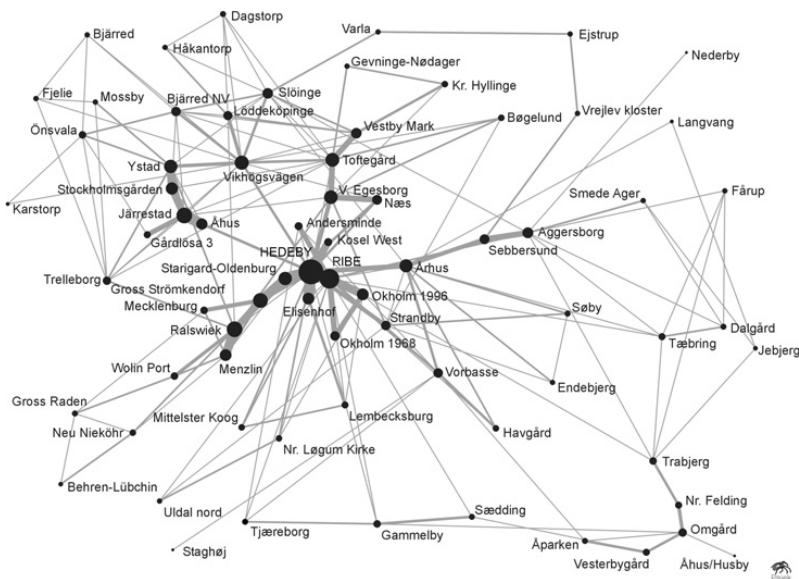 Dagstorp
Bjärred
Håkantorp
Varla
Ejstrup
Gevninge-Nødager
Nederby
Kr. Hyllinge
Slöinge
Fjelie
Mossby
Bjärred NV
Löddeköpinge
Vrejlev kloster
Bøgelund
Langvang
Önsvala
Vestby Mark
Ystad
Toftegård
Vikhögsvägen
Stockholmsgården
Smede Ager
Fårup
V. Egesborg
Næs
Karstorp
Järrestad
Åhus
Andersminde
Aggersborg
Gårdlösa 3
Kosel West
Sebbersund
HEDEBY
RIBE
Århus
Starigard-Oldenburg
Trelleborg
Gross Strömkendorf
Okholm 1996
Mecklenburg
Elisenhof
Strandby
Søby
Ralswiek
Okholm 1968
Dalgård
Tæbring
Jebjerg
Menzlin
Wolin Port
Vorbasse
Endebjerg
Gross Raden
Mittelster Koog
Lembecksburg
Neu Nieköhr
Havgård
Nr. Løgum Kirke
Trabjerg
Behren-Lübchin
Uldal nord
Nr. Felding
Sædding
Tjæreborg
Gammelby
Omgård
Åparken
Staghøj
Vesterbygård
Åhus/Husby